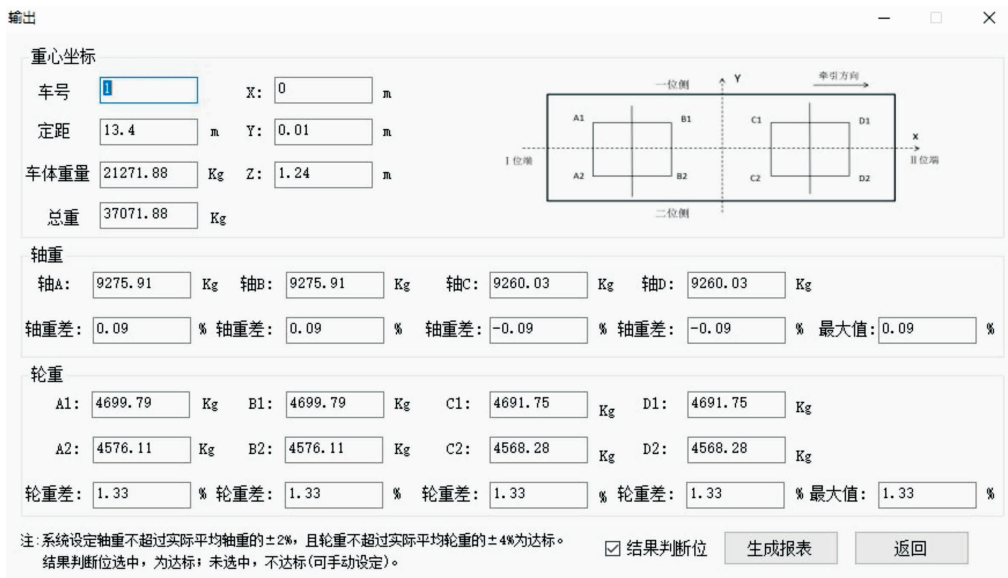 输出
重心坐标
车号 1 X: 0 m
定距 13.4 m Y: 0.01 m
车体重量 21271.88 Kg Z: 1.24 m
总重 37071.88 Kg
一位侧 Y 牵引方向
A1 B1 C1 D1
I位端 X II位端
A2 B2 C2 D2
二位侧
轴重
轴A: 9275.91 Kg 轴B: 9275.91 Kg 轴C: 9260.03 Kg 轴D: 9260.03 Kg
轴重差: 0.09 % 轴重差: 0.09 % 轴重差: -0.09 % 轴重差: -0.09 % 最大值: 0.09 %
轮重
A1: 4699.79 Kg B1: 4699.79 Kg C1: 4691.75 Kg D1: 4691.75 Kg
A2: 4576.11 Kg B2: 4576.11 Kg C2: 4568.28 Kg D2: 4568.28 Kg
轮重差: 1.33 % 轮重差: 1.33 % 轮重差: 1.33 % 轮重差: 1.33 % 最大值: 1.33 %
注:系统设定轴重不超过实际平均轴重的±2%, 且轮重不超过实际平均轮重的±4%为达标。
结果判断位选中, 为达标; 未选中, 不达标(可手动设定)。
结果判断位 生成报表 返回